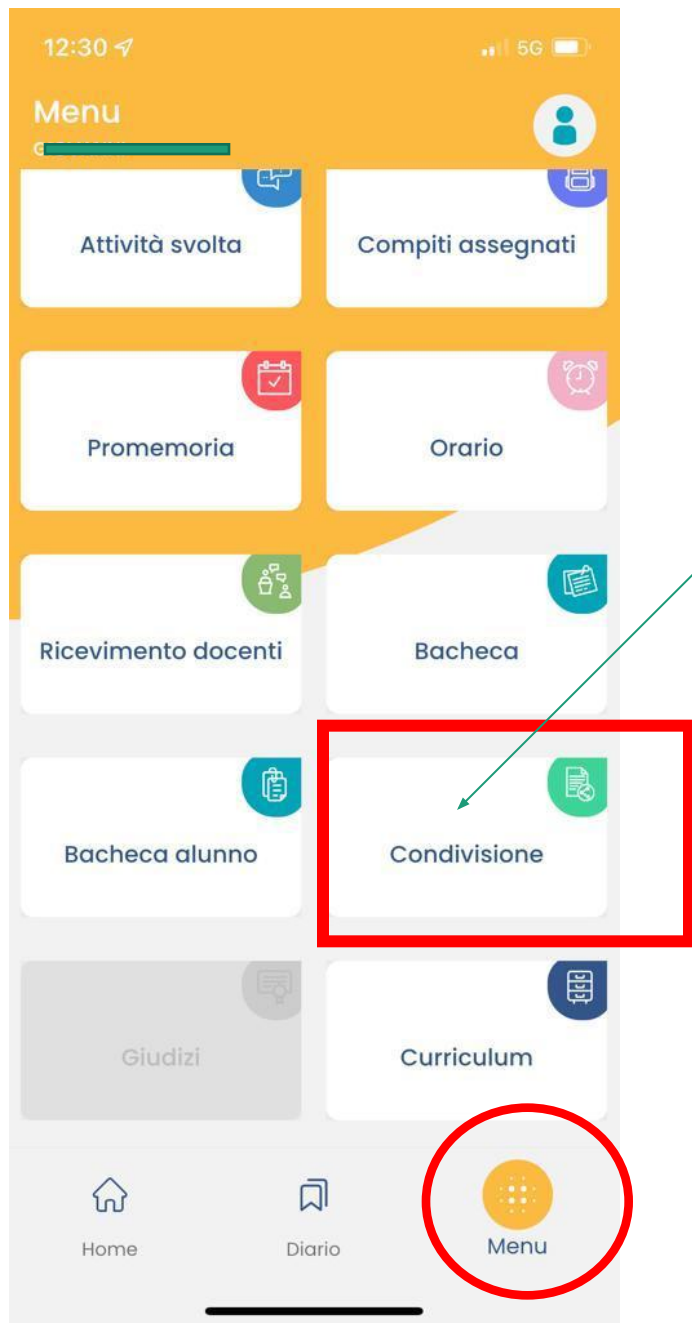 12:30
5G
Menu
Attività svolta
Compiti assegnati
Promemoria
Orario
Ricevimento docenti
Bacheca
Bacheca alunno
Condivisione
Giudizi
Curriculum
Home
Diario
Menu